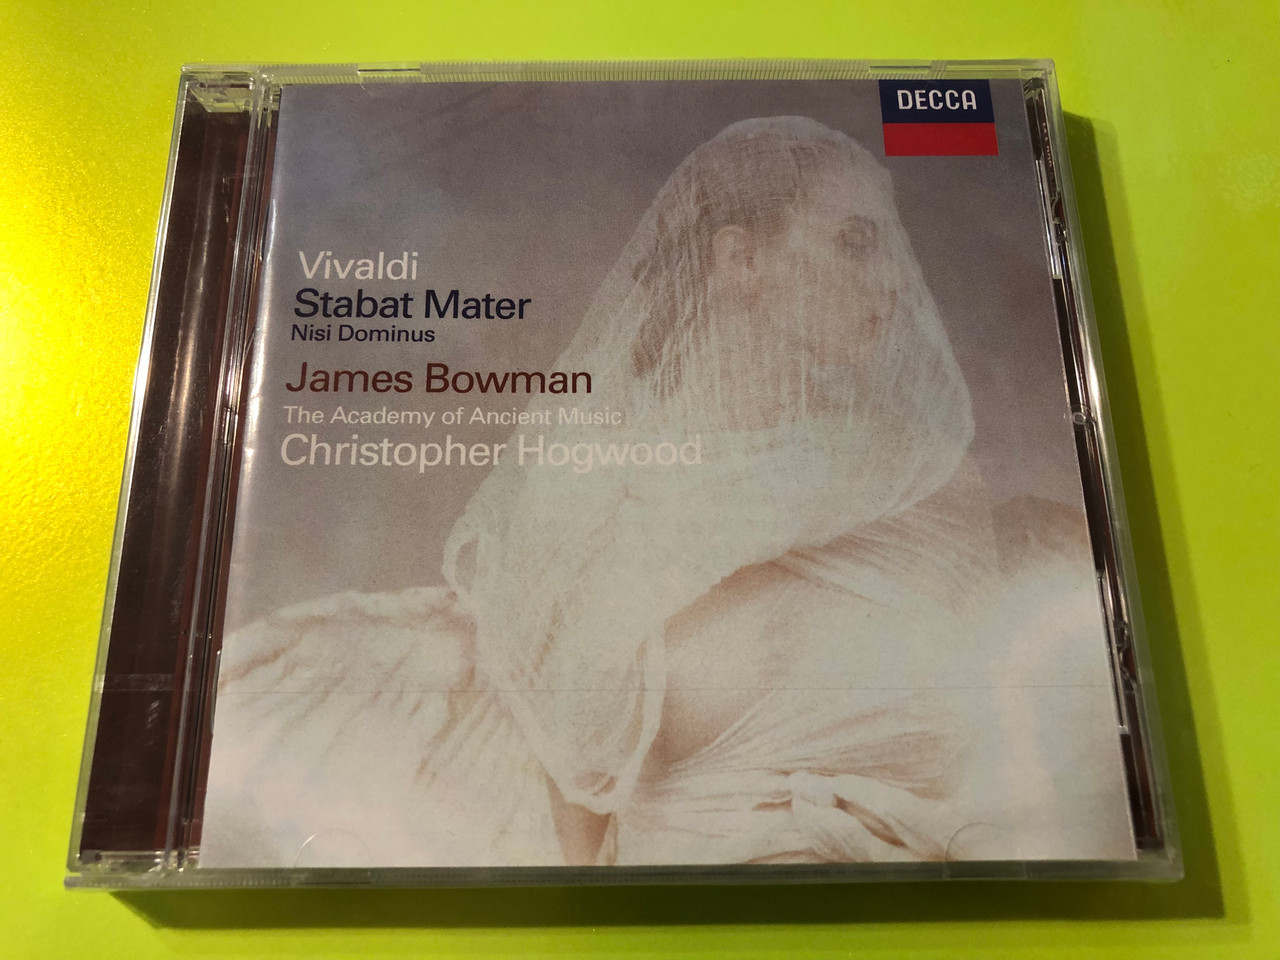 DECCA
Vivaldi
Stabat Mater
Nisi Dominus
James Bowman
The Academy of Ancient Music
Christopher Hogwood